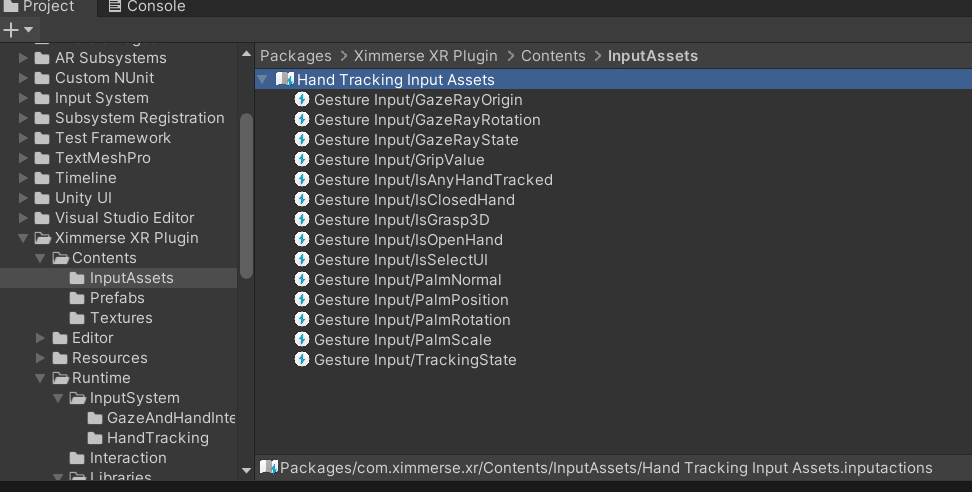 Project Console
Packages > Ximmerse XR Plugin > Contents > InputAssets
AR Subsystems
Custom NUnit
Input System
Subsystem Registration
Test Framework
TextMeshPro
Timeline
Unity UI
Visual Studio Editor
Ximmerse XR Plugin
Contents
InputAssets
Prefabs
Textures
Editor
Resources
Runtime
InputSystem
GazeAndHandInte
HandTracking
Interaction
Libraries
Hand Tracking Input Assets
Gesture Input/GazeRayOrigin
Gesture Input/GazeRayRotation
Gesture Input/GazeRayState
Gesture Input/GripValue
Gesture Input/IsAnyHandTracked
Gesture Input/IsClosedHand
Gesture Input/IsGrasp3D
Gesture Input/IsOpenHand
Gesture Input/IsSelectUI
Gesture Input/PalmNormal
Gesture Input/PalmPosition
Gesture Input/PalmRotation
Gesture Input/PalmScale
Gesture Input/TrackingState
Packages/com.ximmerse.xr/Contents/InputAssets/Hand Tracking Input Assets.inputactions